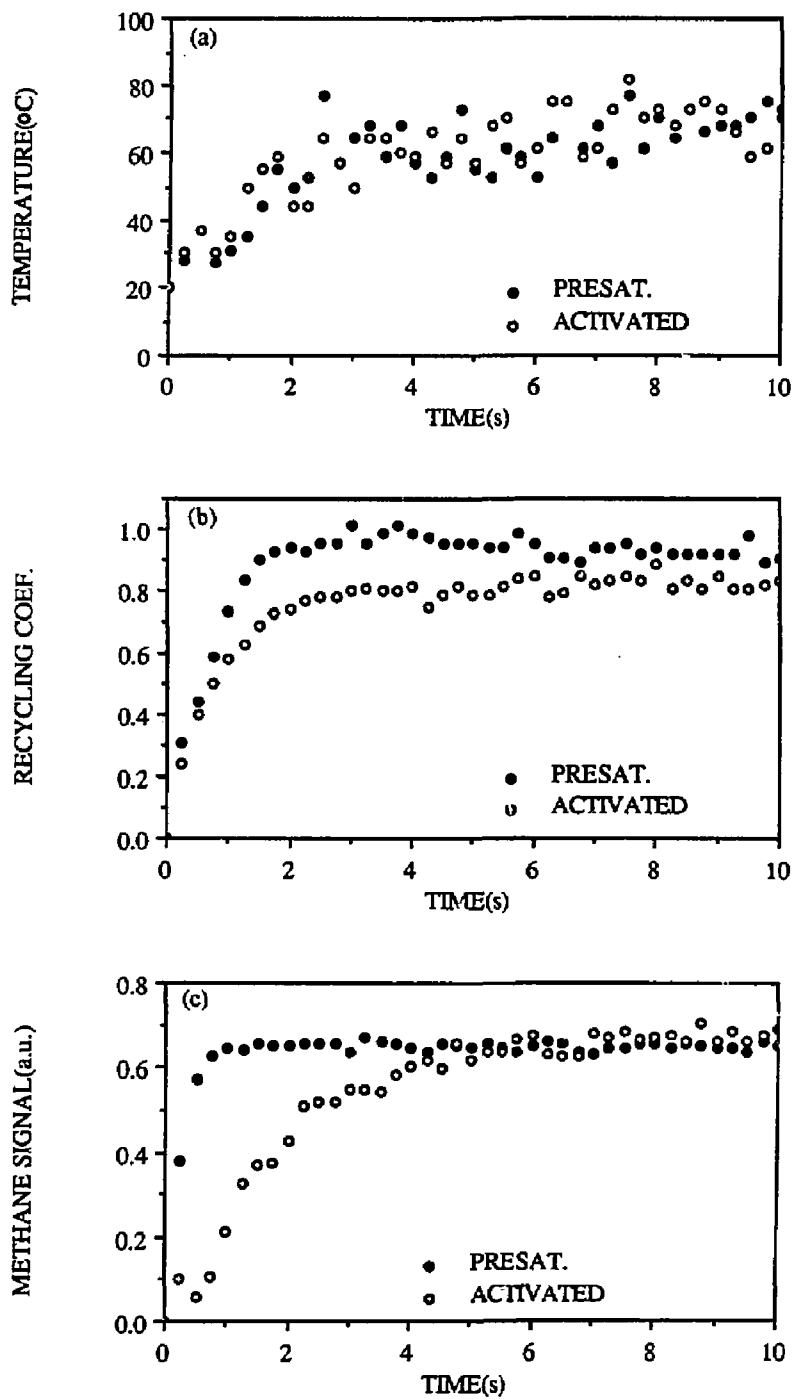 (a)
TEMPERATURE(oC)
100
80
60
40
20
0
PRESAT.
ACTIVATED
0 2 4 6 8 10
TIME(s)
(b)
RECYCLING COEF.
1.0
0.8
0.6
0.4
0.2
0.0
PRESAT.
ACTIVATED
0 2 4 6 8 10
TIME(s)
(c)
METHANE SIGNAL(a.u.)
0.8
0.6
0.4
0.2
0.0
PRESAT.
ACTIVATED
0 2 4 6 8 10
TIME(s)